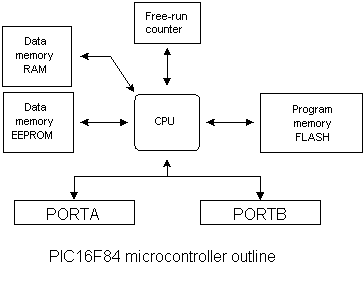 Free-run
counter
Data
memory
RAM
Data
memory
EEPROM
CPU
Program
memory
FLASH
PORTA
PORTB
PIC16F84 microcontroller outline